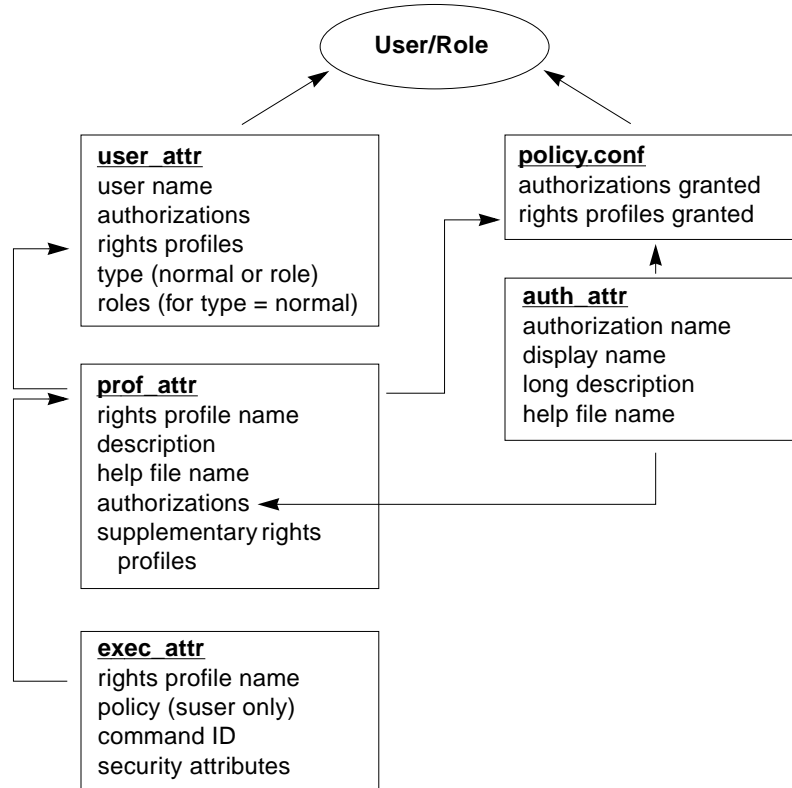 User/Role
user_attr
user name
authorizations
rights profiles
type (normal or role)
roles (for type = normal)
policy.conf
authorizations granted
rights profiles granted
auth_attr
authorization name
display name
long description
help file name
prof_attr
rights profile name
description
help file name
authorizations
supplementary rights
profiles
exec_attr
rights profile name
policy (suser only)
command ID
security attributes